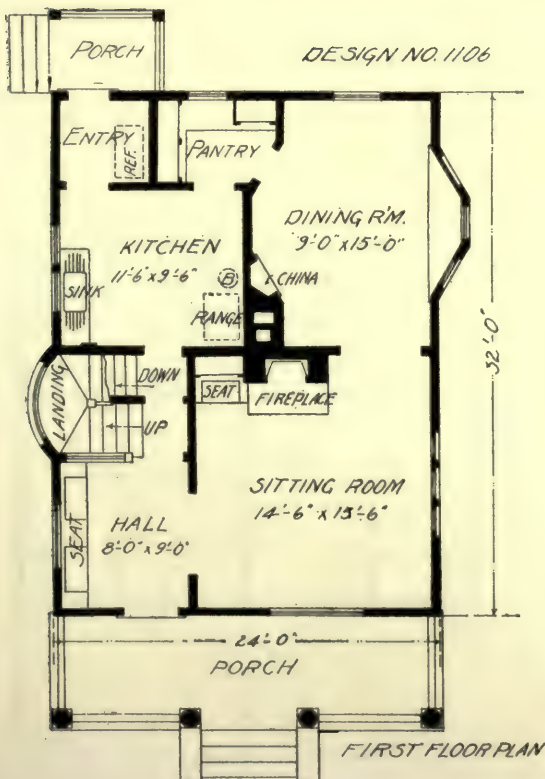 PORCH
DESIGN NO. 1106
ENTRY
REF.
PANTRY
DINING R'M.
9'-0" x 15'-0"
KITCHEN
11'-6" x 9'-6"
CHINA
B
SINK
RANGE
32'-0"
LANDING
DOWN
UP
SEAT
FIREPLACE
SITTING ROOM
14'-6" x 15'-6"
HALL
8'-0" x 9'-0"
SEAT
24'-0"
PORCH
FIRST FLOOR PLAN